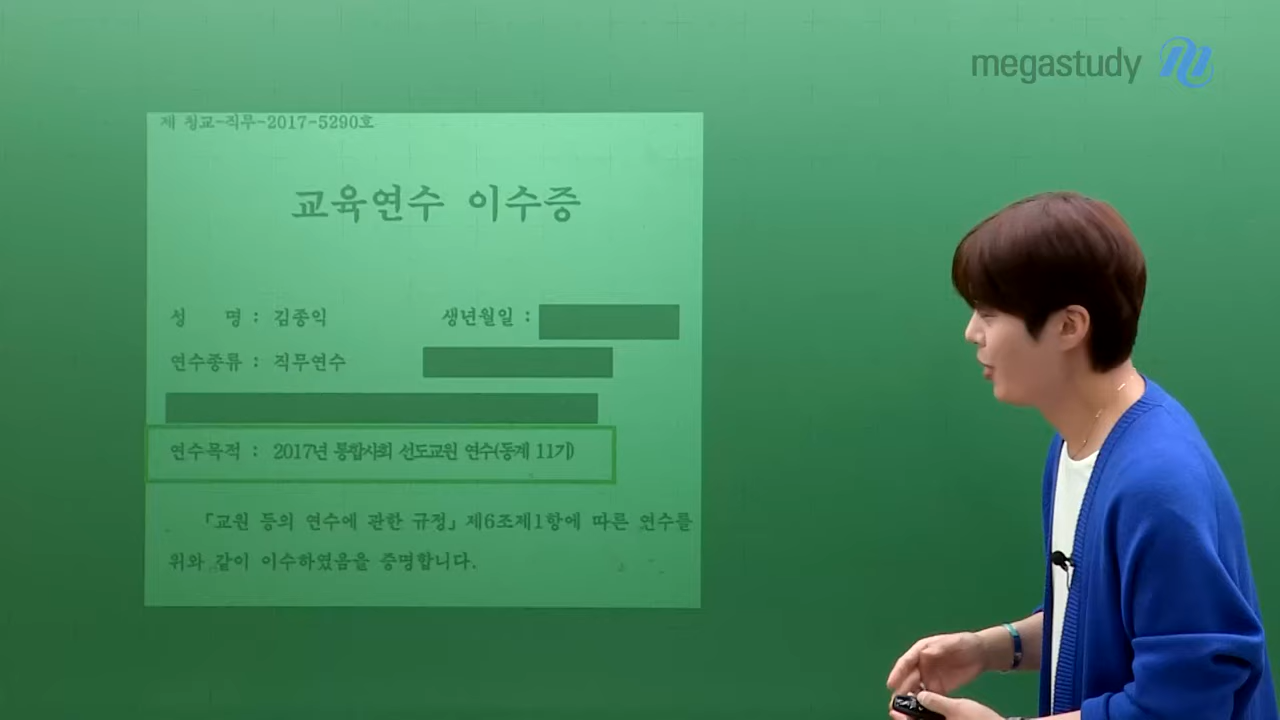 megastudy
제 청교-직무-2017-5290호
교육연수 이수증
성 명 : 김종익 생년월일 :
연수종류 : 직무연수
연수목적 : 2017년 통합사회 선도교원 연수(동계 11기)
「교원 등의 연수에 관한 규정」제6조제1항에 따른 연수를
위와 같이 이수하였음을 증명합니다.